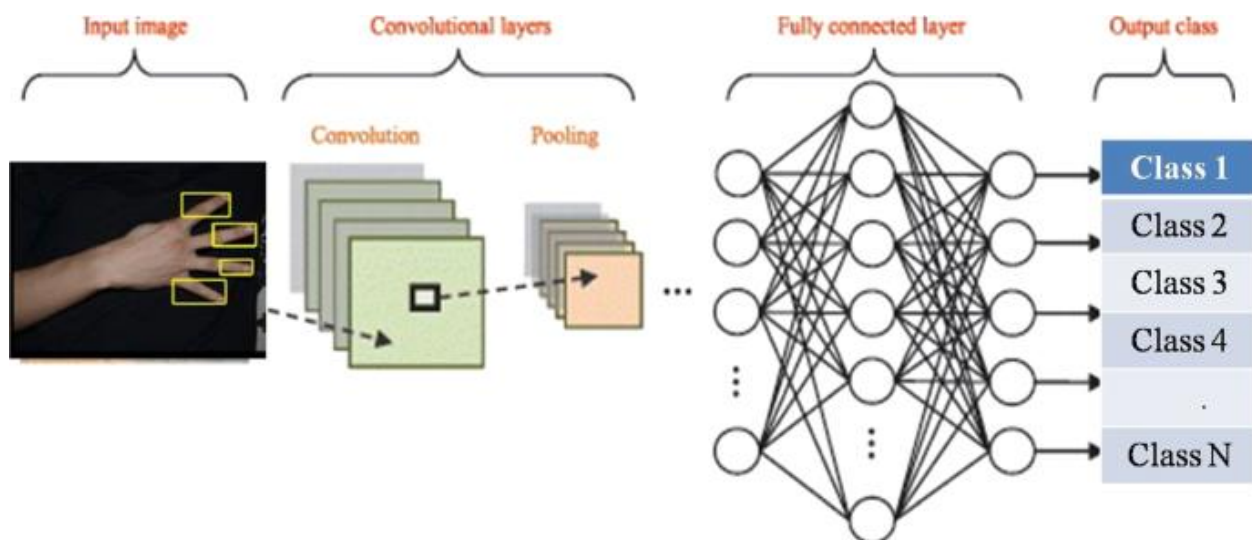 Input image
Convolutional layers
Fully connected layer
Output class
Convolution
Pooling
...
Class 1
Class 2
Class 3
Class 4
.
Class N